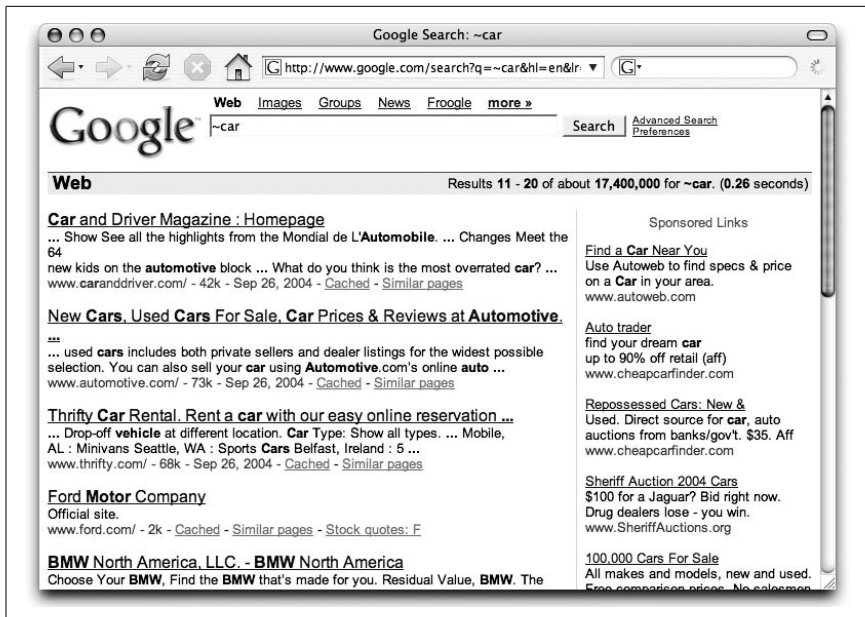 Google Search: ~car
G http://www.google.com/search?q=~car&hl=en&lr
G
Web Images Groups News Froogle more »
Google™
~car
Search
Advanced Search
Preferences
Web
Results 11 - 20 of about 17,400,000 for ~car. (0.26 seconds)
Car and Driver Magazine : Homepage
... Show See all the highlights from the Mondial de L'Automobile. ... Changes Meet the
64
new kids on the automotive block ... What do you think is the most overrated car? ...
www.caranddriver.com/ - 42k - Sep 26, 2004 - Cached - Similar pages
New Cars, Used Cars For Sale, Car Prices & Reviews at Automotive.
...
... used cars includes both private sellers and dealer listings for the widest possible
selection. You can also sell your car using Automotive.com's online auto ...
www.automotive.com/ - 73k - Sep 26, 2004 - Cached - Similar pages
Thrifty Car Rental. Rent a car with our easy online reservation ...
... Drop-off vehicle at different location. Car Type: Show all types. ... Mobile,
AL : Minivans Seattle, WA : Sports Cars Belfast, Ireland : 5 ...
www.thrifty.com/ - 68k - Sep 26, 2004 - Cached - Similar pages
Ford Motor Company
Official site.
www.ford.com/ - 2k - Cached - Similar pages - Stock quotes: F
BMW North America, LLC. - BMW North America
Choose Your BMW, Find the BMW that's made for you. Residual Value, BMW. The
Sponsored Links
Find a Car Near You
Use Autoweb to find specs & price
on a Car in your area.
www.autoweb.com
Auto trader
find your dream car
up to 90% off retail (aff)
www.cheapcarfinder.com
Repossessed Cars: New &
Used. Direct source for car, auto
auctions from banks/gov't. $35. Aff
www.cheapcarfinder.com
Sheriff Auction 2004 Cars
$100 for a Jaguar? Bid right now.
Drug dealers lose - you win.
www.SheriffAuctions.org
100,000 Cars For Sale
All makes and models, new and used.
Free comparison prices. No salesmen